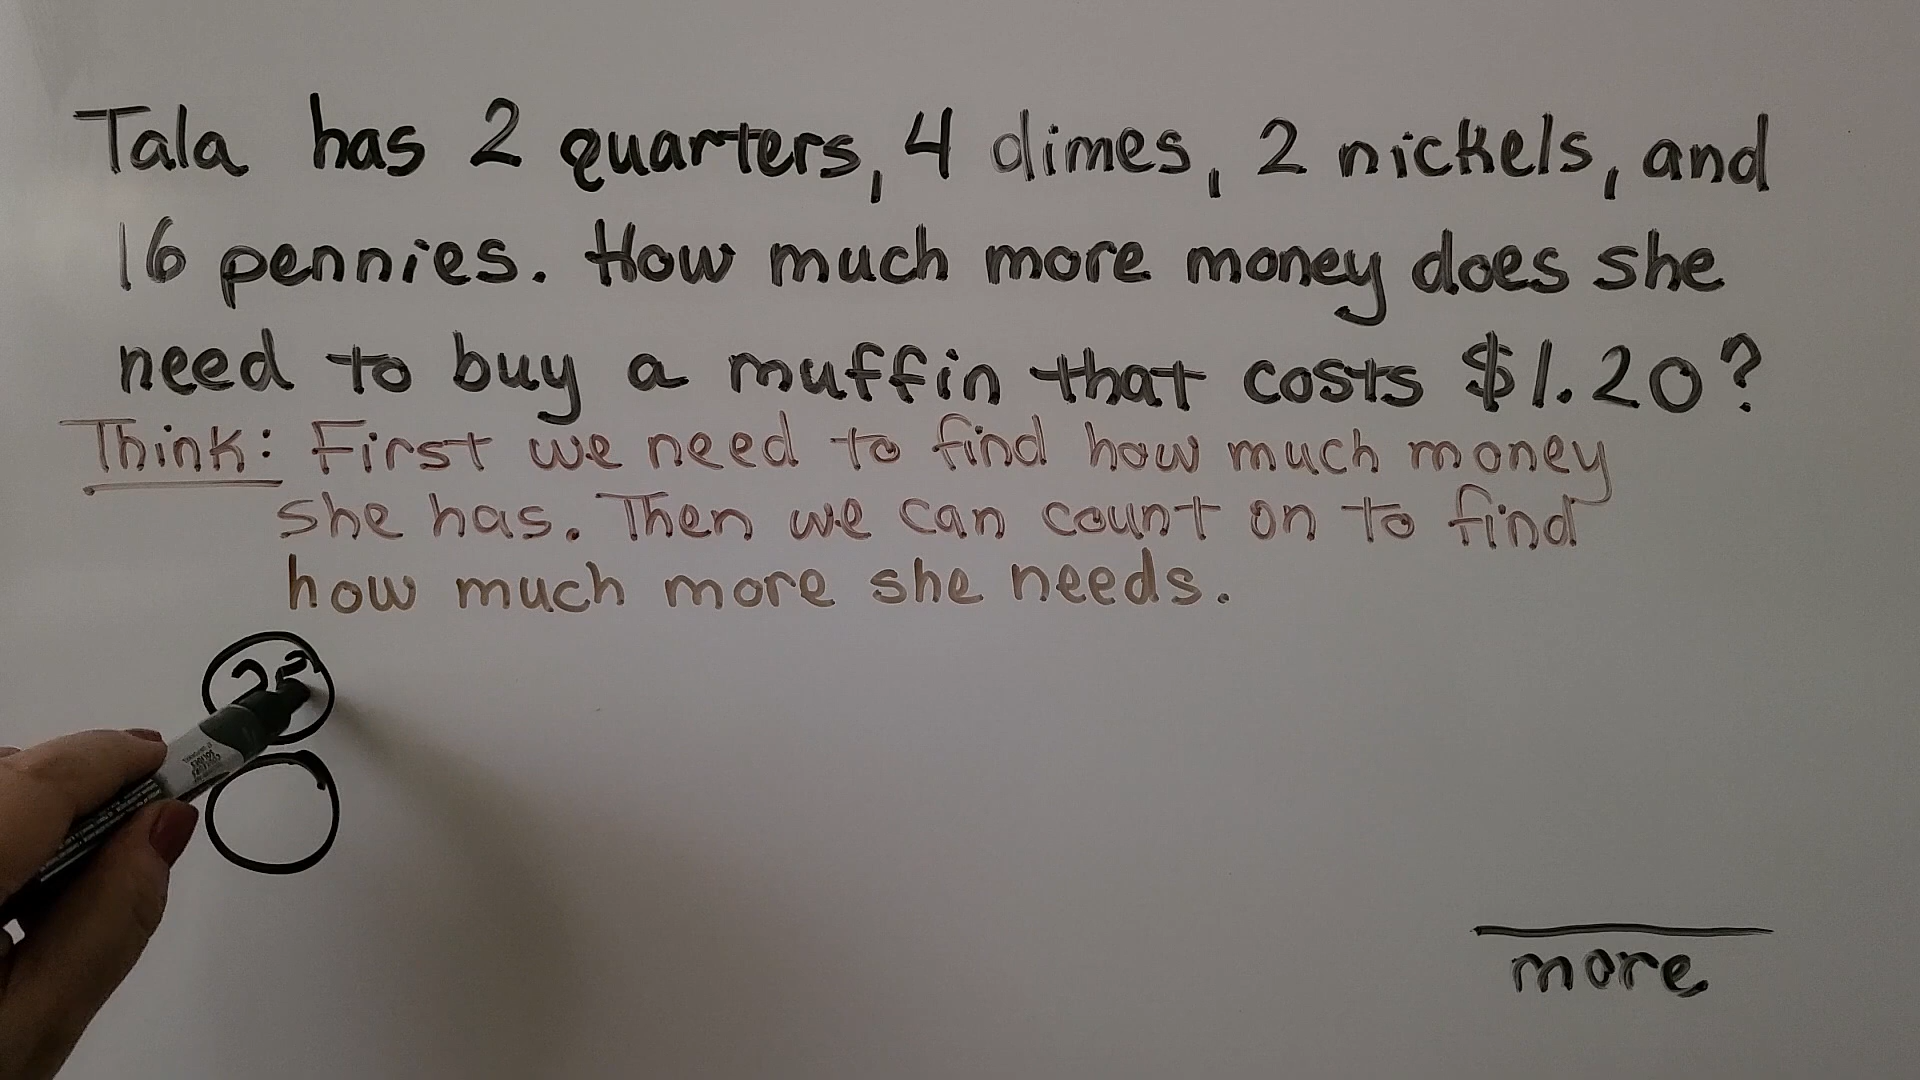 Tala has 2 quarters, 4 dimes, 2 nickels, and
16 pennies. How much more money does she
need to buy a muffin that costs $1.20?
Think: First we need to find how much money
she has. Then we can count on to find
how much more she needs.
25
more